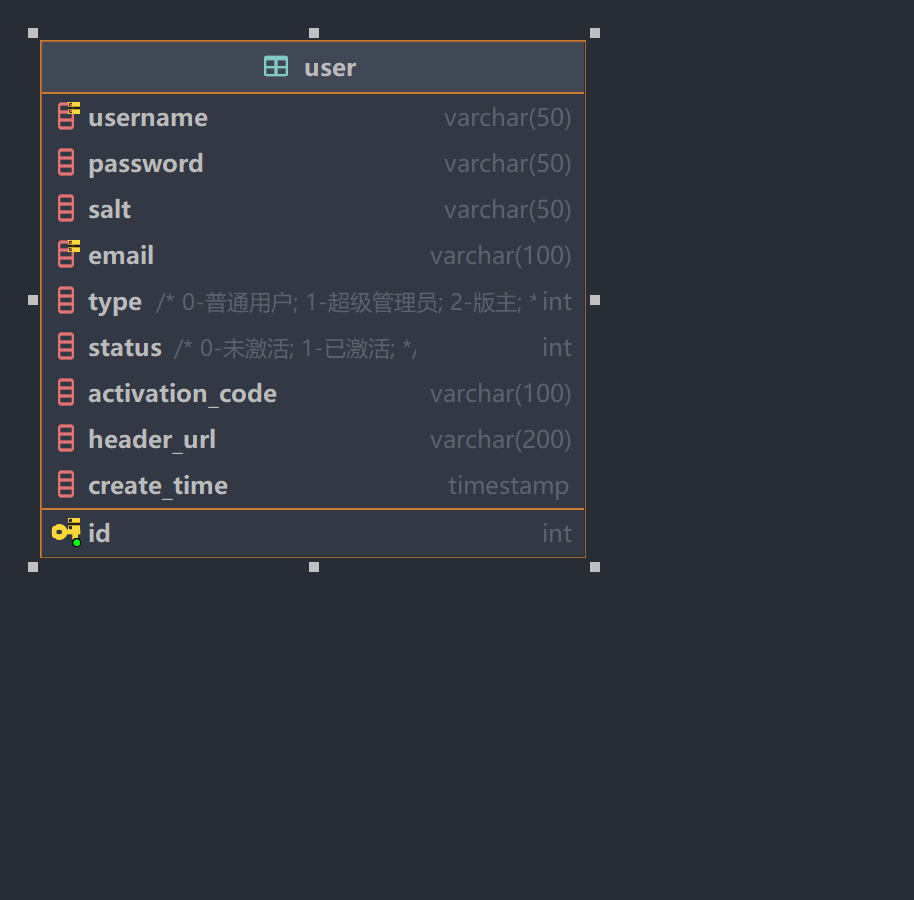 user
username varchar(50)
password varchar(50)
salt varchar(50)
email varchar(100)
type /* 0-普通用户; 1-超级管理员; 2-版主; * int
status /* 0-未激活; 1-已激活; */ int
activation_code varchar(100)
header_url varchar(200)
create_time timestamp
id int